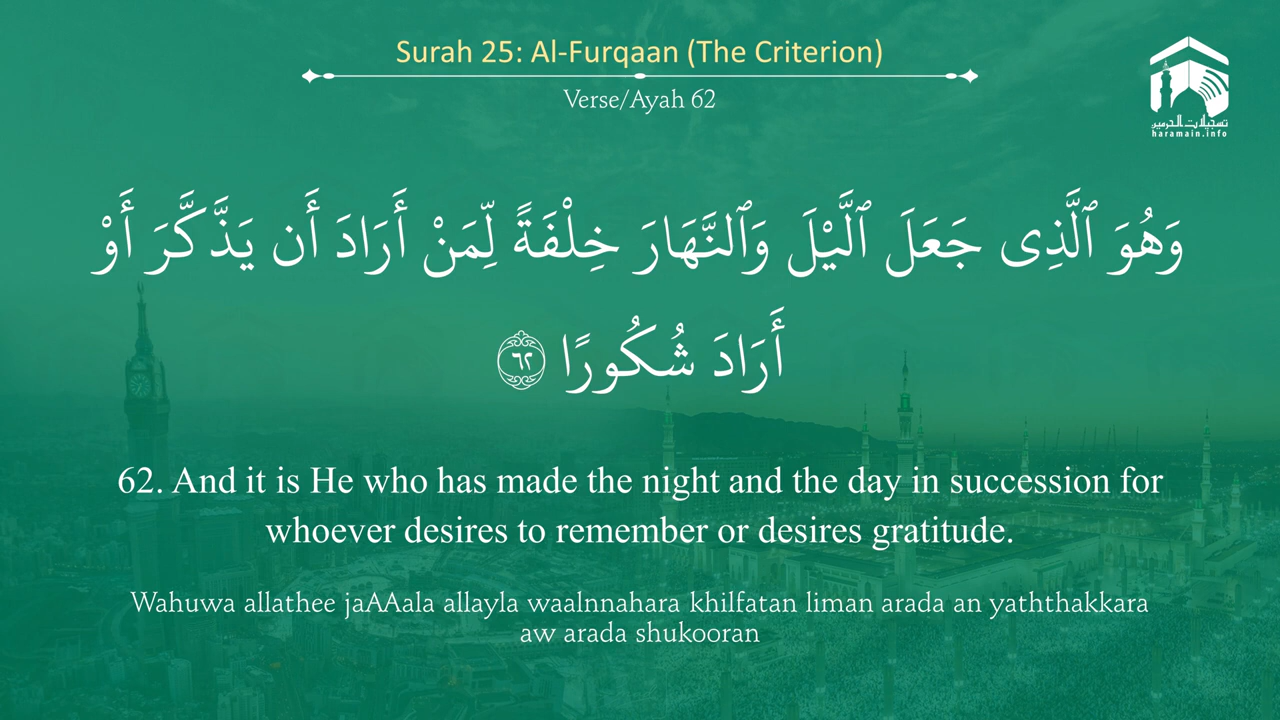 Surah 25: Al-Furqaan (The Criterion)
Verse/Ayah 62
تسجيلات الحرمين
haramain.info
وَهُوَ ٱلَّذِى جَعَلَ ٱلَّيْلَ وَٱلنَّهَارَ خِلْفَةً لِّمَنْ أَرَادَ أَن يَذَّكَّرَ أَوْ
أَرَادَ شُكُورًا ٦٢
62. And it is He who has made the night and the day in succession for
whoever desires to remember or desires gratitude.
Wahuwa allathee jaAAala allayla waalnnahara khilfatan liman arada an yaththakkara
aw arada shukooran